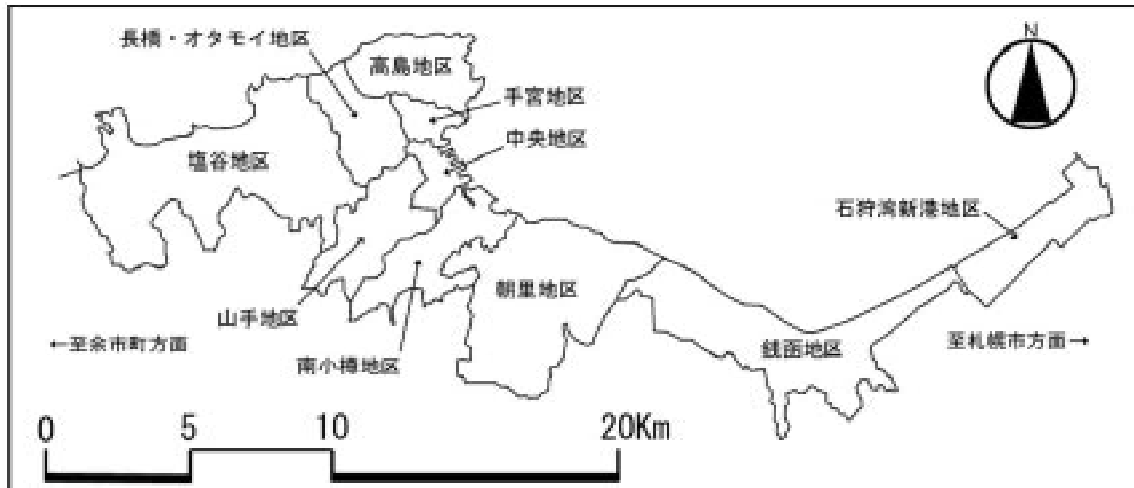 長橋・オタモイ地区
高島地区
N
手宮地区
中央地区
塩谷地区
石狩湾新港地区
朝里地区
山手地区
←至余市町方面
銭函地区
至札幌市方面→
南小樽地区
0 5 10 20Km